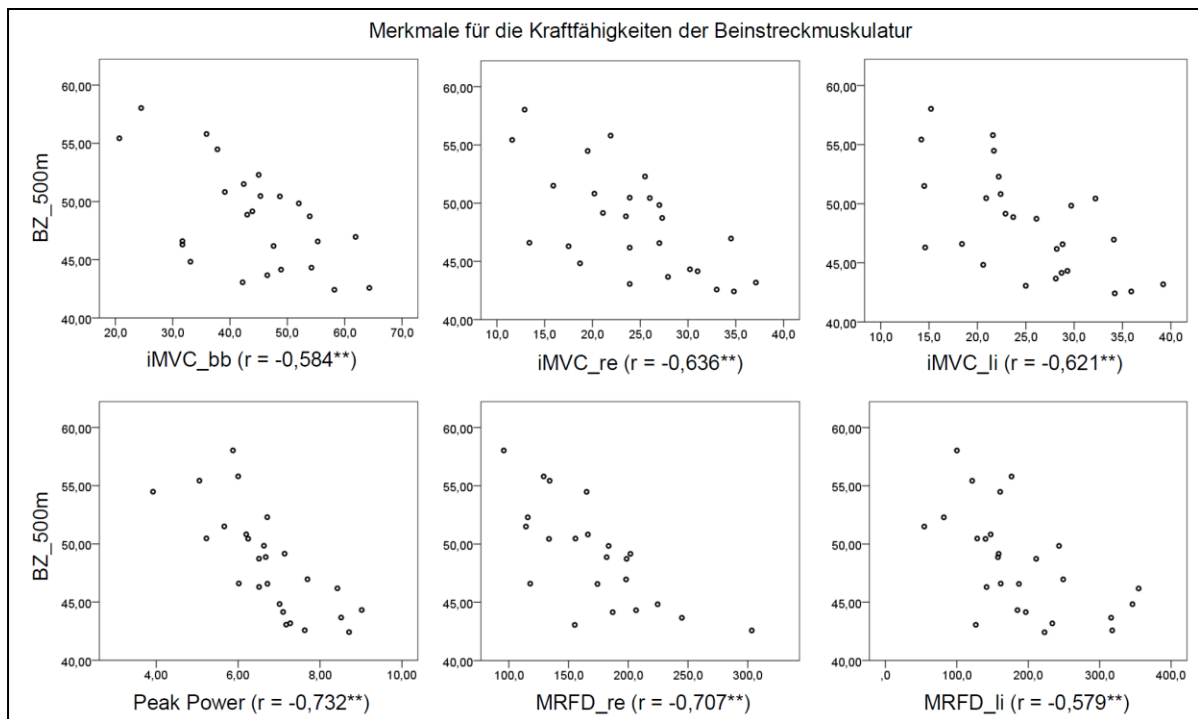 Merkmale für die Kraftfähigkeiten der Beinstreckmuskulatur
BZ_500m
60,00
55,00
50,00
45,00
40,00
20,0 30,0 40,0 50,0 60,0 70,0
iMVC_bb (r = -0,584**)
60,00
55,00
50,00
45,00
40,00
10,0 15,0 20,0 25,0 30,0 35,0 40,0
iMVC_re (r = -0,636**)
60,00
55,00
50,00
45,00
40,00
10,0 15,0 20,0 25,0 30,0 35,0 40,0
iMVC_li (r = -0,621**)
BZ_500m
60,00
55,00
50,00
45,00
40,00
4,00 6,00 8,00 10,00
Peak Power (r = -0,732**)
60,00
55,00
50,00
45,00
40,00
100,0 150,0 200,0 250,0 300,0
MRFD_re (r = -0,707**)
60,00
55,00
50,00
45,00
40,00
,0 100,0 200,0 300,0 400,0
MRFD_li (r = -0,579**)